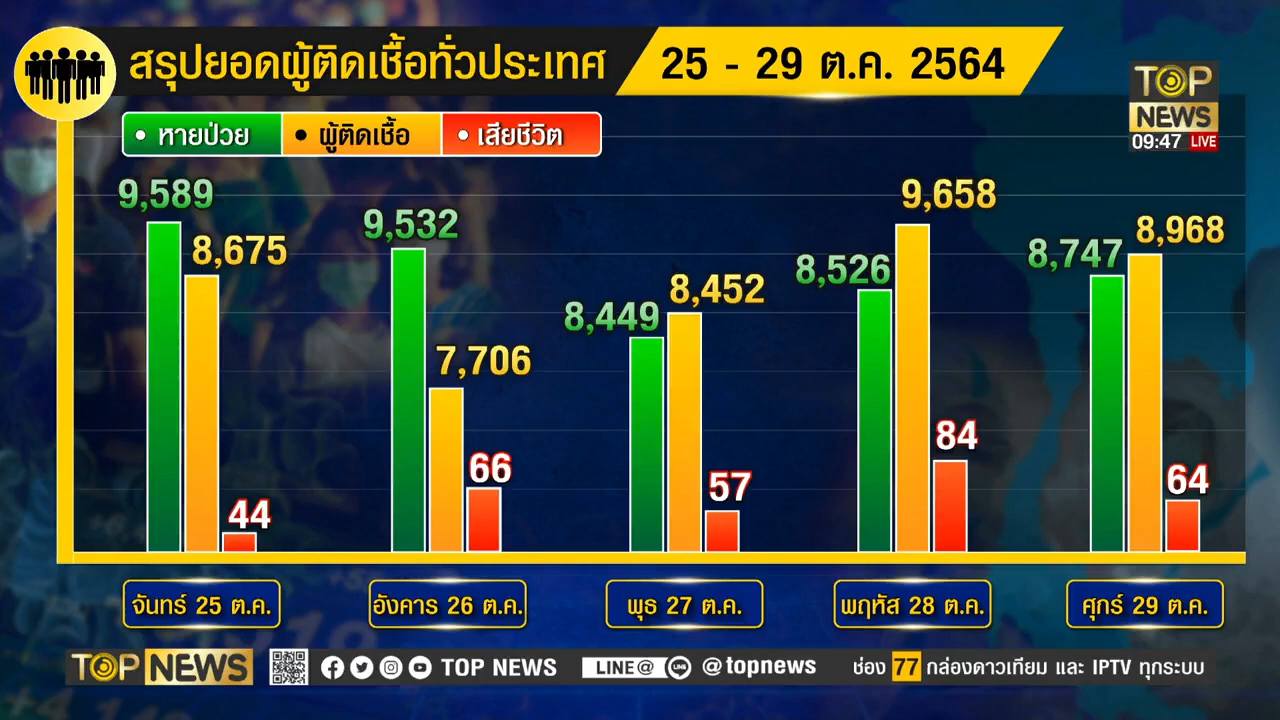 สรุปยอดผู้ติดเชื้อทั่วประเทศ
25 - 29 ต.ค. 2564
TOP
NEWS
09:47 LIVE
• หายป่วย • ผู้ติดเชื้อ • เสียชีวิต
9,589
8,675
44
9,532
7,706
66
8,449
8,452
57
8,526
9,658
84
8,747
8,968
64
จันทร์ 25 ต.ค.
อังคาร 26 ต.ค.
พุธ 27 ต.ค.
พฤหัส 28 ต.ค.
ศุกร์ 29 ต.ค.
TOP NEWS TOP NEWS LINE@ LINE @topnews ช่อง 77 กล่องดาวเทียม และ IPTV ทุกระบบ